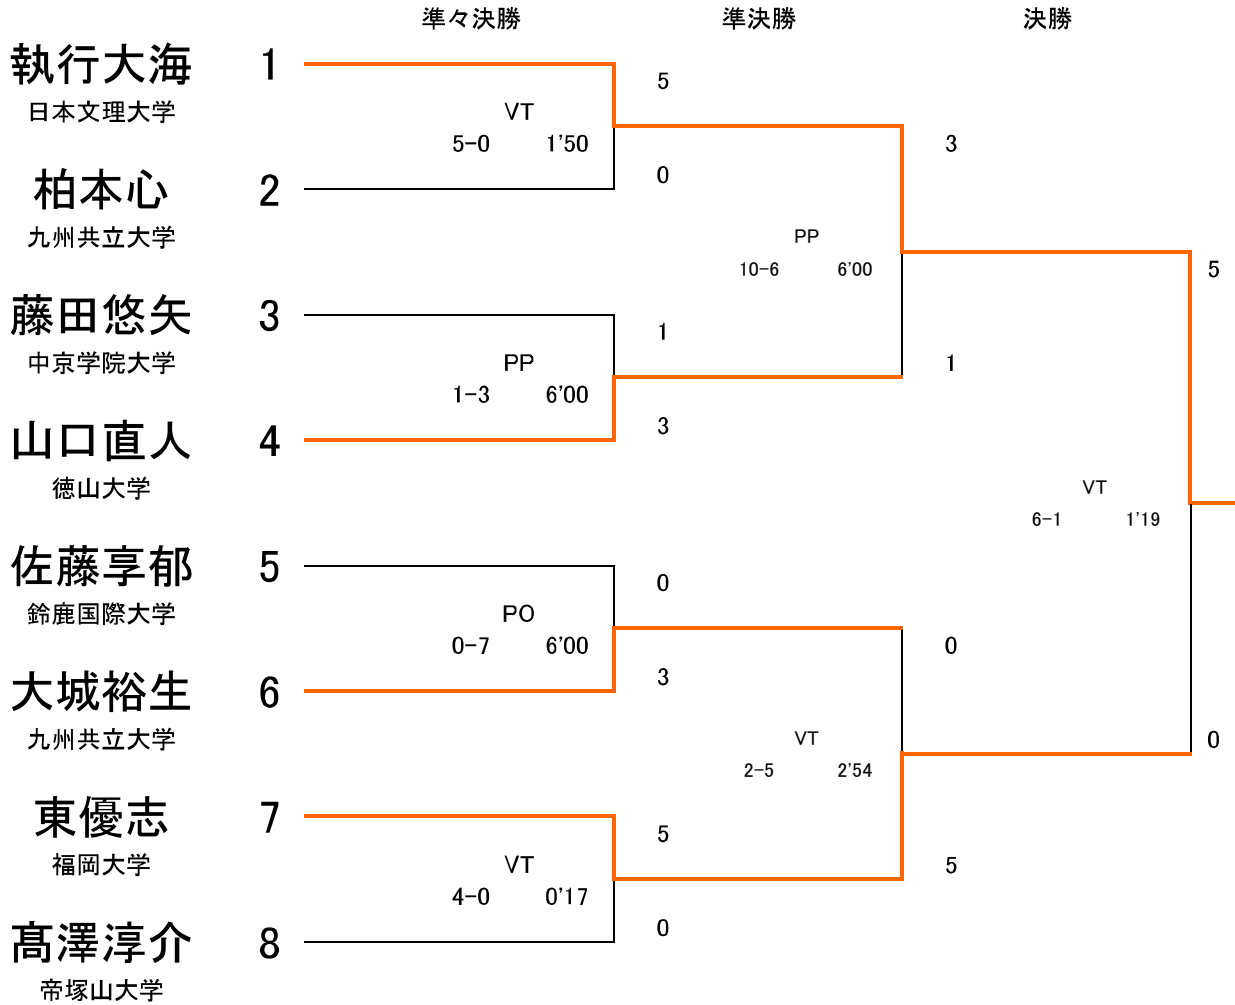 準々決勝 準決勝 決勝
執行大海 1
日本文理大学
5
VT
5-0 1'50
3
0
柏本心 2
九州共立大学
PP
10-6 6'00
5
藤田悠矢 3
中京学院大学
1
PP
1-3 6'00
1
3
山口直人 4
徳山大学
VT
6-1 1'19
佐藤享郁 5
鈴鹿国際大学
0
PO
0-7 6'00
0
3
大城裕生 6
九州共立大学
VT
2-5 2'54
0
東優志 7
福岡大学
5
VT
4-0 0'17
5
0
髙澤淳介 8
帝塚山大学